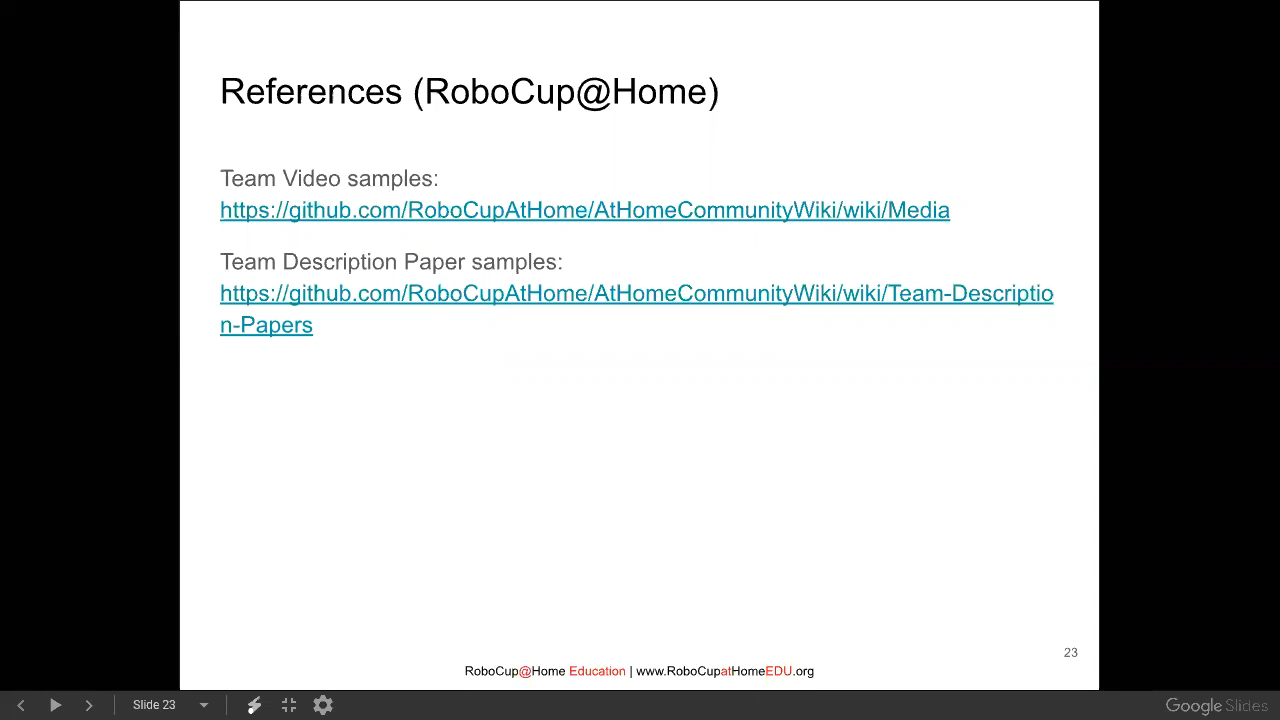 References (RoboCup@Home)
Team Video samples:
https://github.com/RoboCupAtHome/AtHomeCommunityWiki/wiki/Media
Team Description Paper samples:
https://github.com/RoboCupAtHome/AtHomeCommunityWiki/wiki/Team-Descriptio
n-Papers
23
RoboCup@Home Education | www.RoboCupatHomeEDU.org
Slide 23
Google Slides